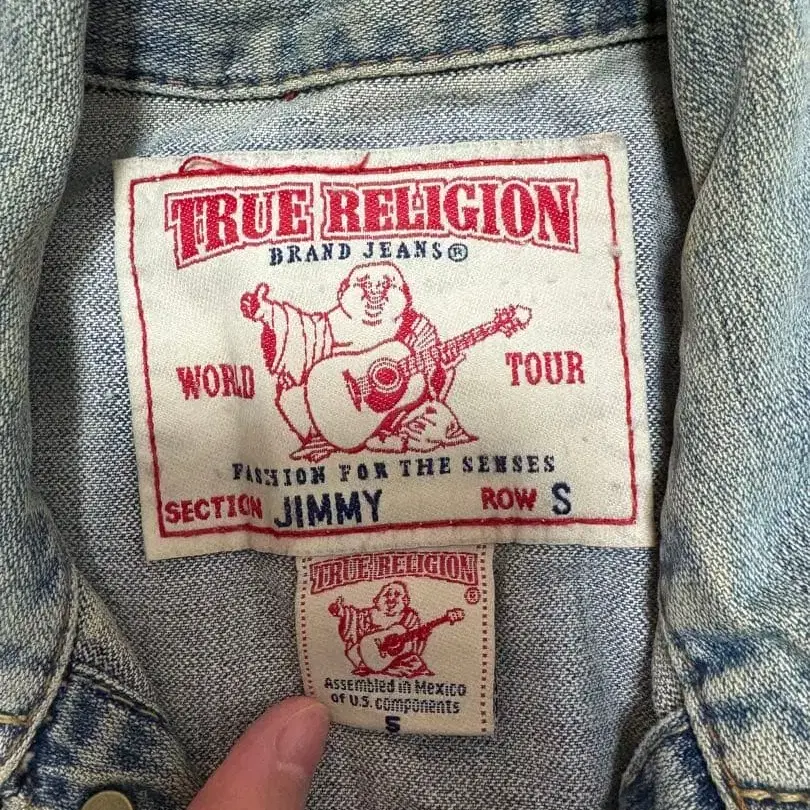 TRUE RELIGION
BRAND JEANS®
WORLD TOUR
FASHION FOR THE SENSES
SECTION JIMMY ROW S
TRUE RELIGION
®
Assembled in Mexico
of U.S. components
S